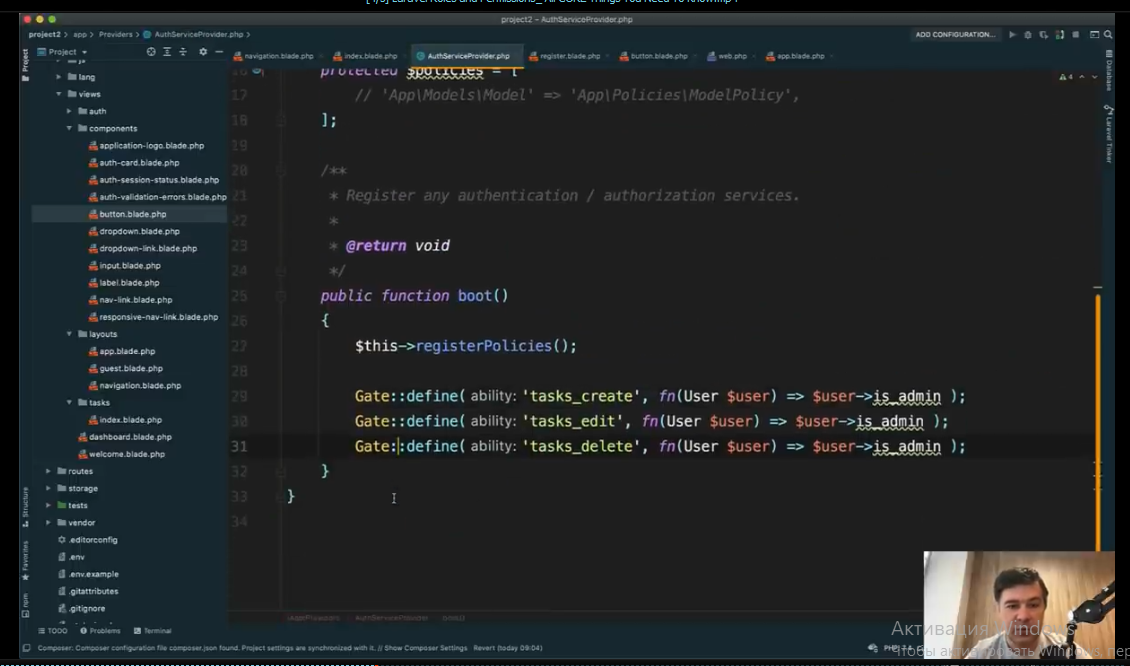 [4/5] Laravel Roles and Permissions_ All CORE Things You Need To Know.mp4
project2 – AuthServiceProvider.php
project2 › app › Providers › AuthServiceProvider.php ›
ADD CONFIGURATION...
Project
navigation.blade.php
index.blade.php
AuthServiceProvider.php
register.blade.php
button.blade.php
web.php
app.blade.php
Project
js
lang
views
auth
components
application-logo.blade.php
auth-card.blade.php
auth-session-status.blade.php
auth-validation-errors.blade.php
button.blade.php
dropdown.blade.php
dropdown-link.blade.php
input.blade.php
label.blade.php
nav-link.blade.php
responsive-nav-link.blade.php
layouts
app.blade.php
guest.blade.php
navigation.blade.php
tasks
index.blade.php
dashboard.blade.php
welcome.blade.php
routes
storage
tests
vendor
.editorconfig
.env
.env.example
.gitattributes
.gitignore
Structure
Favorites
npm
16 protected $policies = [
17 // 'App\Models\Model' => 'App\Policies\ModelPolicy',
18 ];
19
20 /**
21 * Register any authentication / authorization services.
22 *
23 * @return void
24 */
25 public function boot()
26 {
27 $this->registerPolicies();
28
29 Gate::define( ability: 'tasks_create', fn(User $user) => $user->is_admin );
30 Gate::define( ability: 'tasks_edit', fn(User $user) => $user->is_admin );
31 Gate::define( ability: 'tasks_delete', fn(User $user) => $user->is_admin );
32 }
33 }
34
4
Database
Laravel Tinker
AuthServiceProvider
boot()
TODO
Problems
Terminal
Composer: Composer configuration file composer.json found. Project settings are synchronized with it. // Show Composer Settings Revert (today 09:04)
PHP
Активация Windows
Чтобы активировать Windows, пер